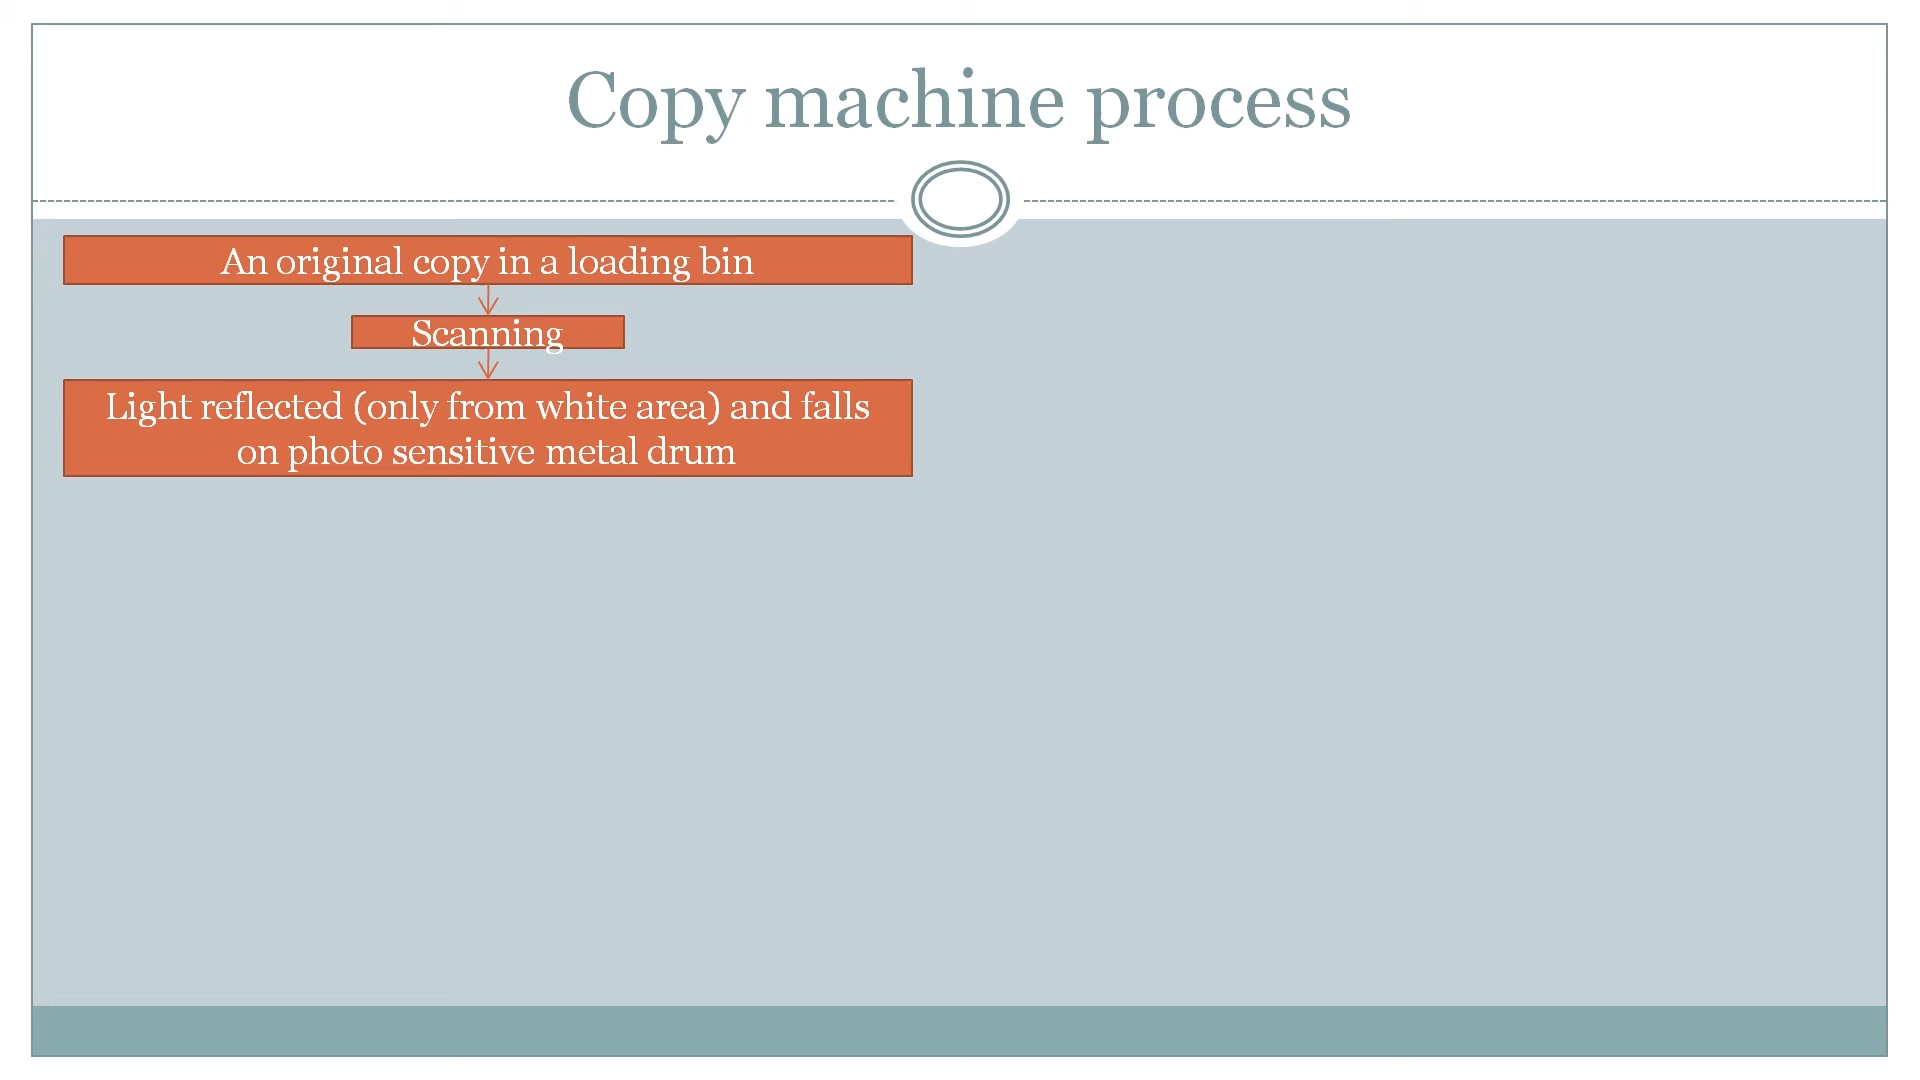 Copy machine process
An original copy in a loading bin
Scanning
Light reflected (only from white area) and falls
on photo sensitive metal drum